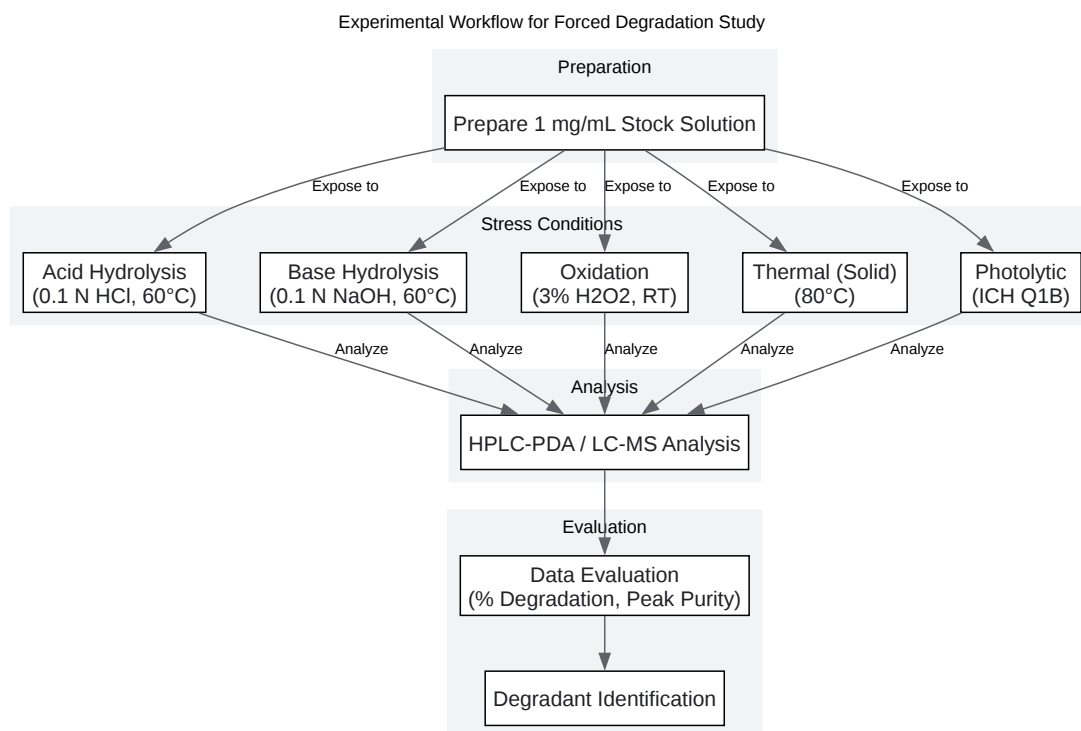 Experimental Workflow for Forced Degradation Study
Preparation
Prepare 1 mg/mL Stock Solution
Expose to
Expose to
Expose to
Expose to
Expose to
Stress Conditions
Acid Hydrolysis
(0.1 N HCl, 60°C)
Base Hydrolysis
(0.1 N NaOH, 60°C)
Oxidation
(3% H2O2, RT)
Thermal (Solid)
(80°C)
Photolytic
(ICH Q1B)
Analyze
Analyze
Analyze
Analyze
Analyze
Analysis
HPLC-PDA / LC-MS Analysis
Evaluation
Data Evaluation
(% Degradation, Peak Purity)
Degradant Identification